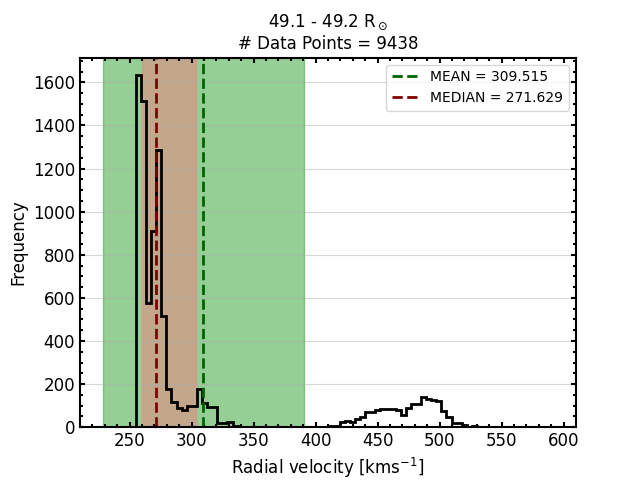 49.1 - 49.2 R⊙
# Data Points = 9438
MEAN = 309.515
MEDIAN = 271.629
Frequency
1600
1400
1200
1000
800
600
400
200
0
250 300 350 400 450 500 550 600
Radial velocity [kms⁻¹]